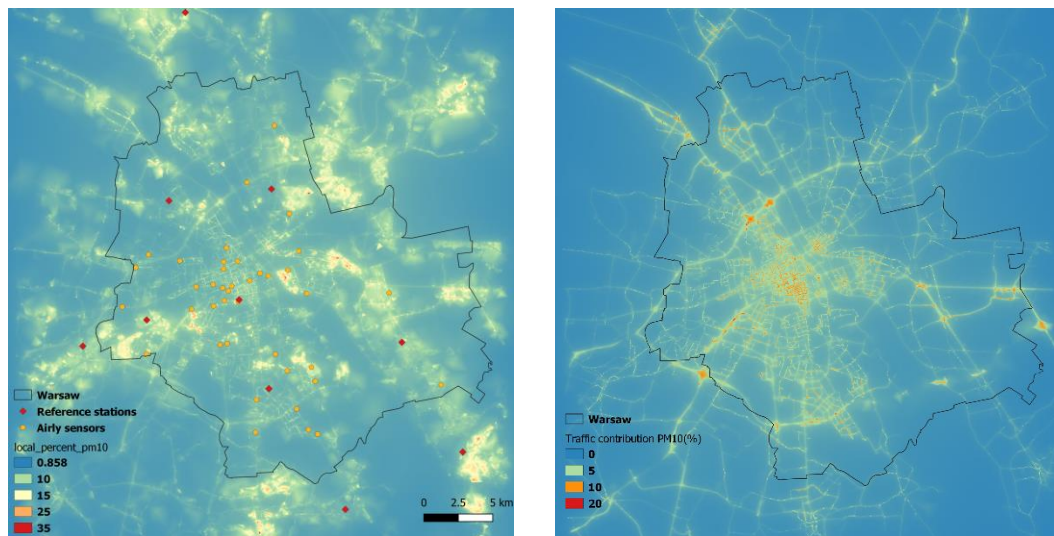 Warsaw
Reference stations
Airly sensors
local_percent_pm10
0.858
10
15
25
35
0 2.5 5 km
Warsaw
Traffic contribution PM10(%)
0
5
10
20